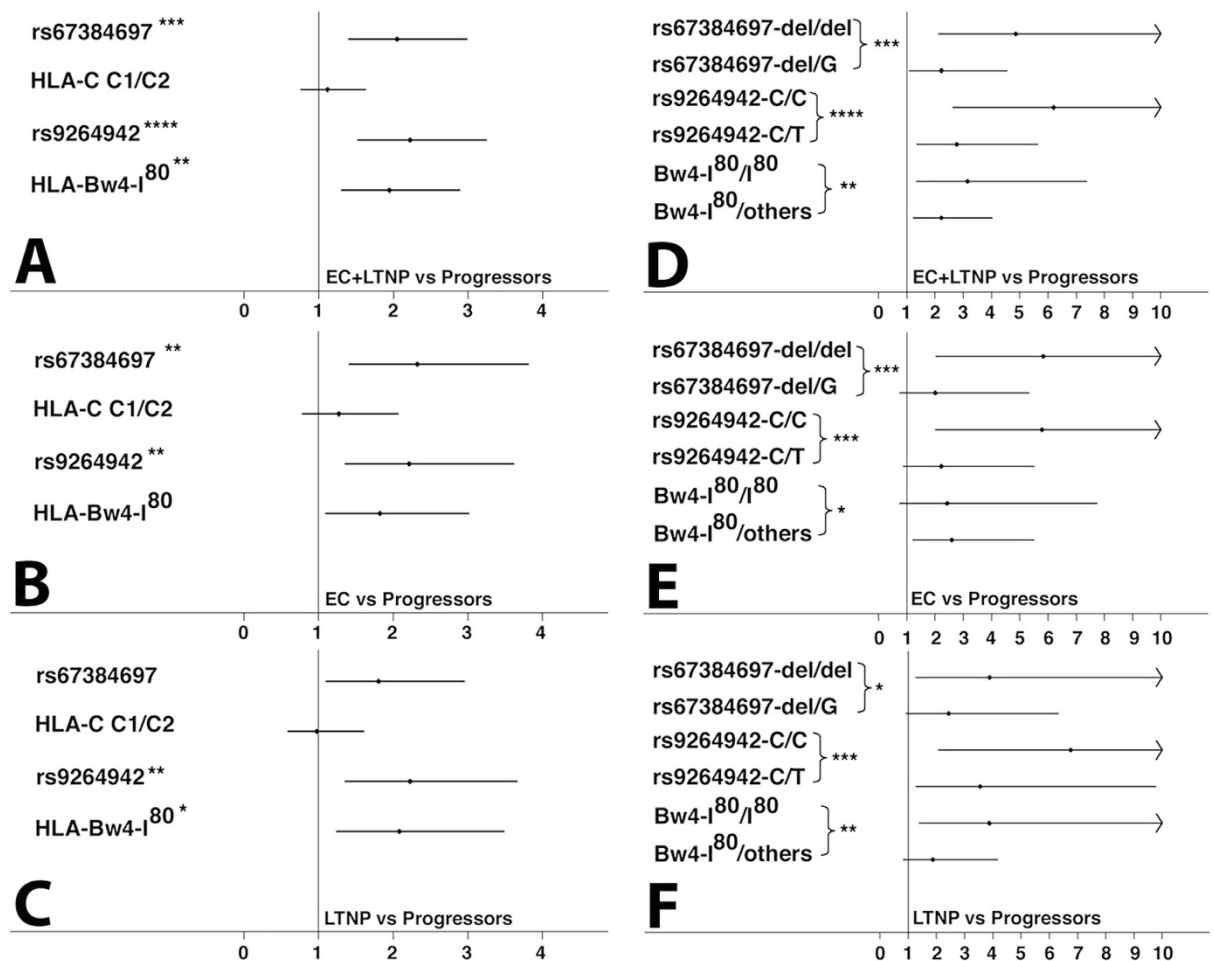 rs67384697 ***
HLA-C C1/C2
rs9264942 ****
HLA-Bw4-I80 **
A
EC+LTNP vs Progressors
0 1 2 3 4
rs67384697 **
HLA-C C1/C2
rs9264942 **
HLA-Bw4-I80
B
EC vs Progressors
0 1 2 3 4
rs67384697
HLA-C C1/C2
rs9264942 **
HLA-Bw4-I80 *
C
LTNP vs Progressors
0 1 2 3 4
rs67384697-del/del
***
rs67384697-del/G
rs9264942-C/C
****
rs9264942-C/T
Bw4-I80/I80
**
Bw4-I80/others
D
EC+LTNP vs Progressors
0 1 2 3 4 5 6 7 8 9 10
rs67384697-del/del
***
rs67384697-del/G
rs9264942-C/C
***
rs9264942-C/T
Bw4-I80/I80
*
Bw4-I80/others
E
EC vs Progressors
0 1 2 3 4 5 6 7 8 9 10
rs67384697-del/del
*
rs67384697-del/G
rs9264942-C/C
***
rs9264942-C/T
Bw4-I80/I80
**
Bw4-I80/others
F
LTNP vs Progressors
0 1 2 3 4 5 6 7 8 9 10